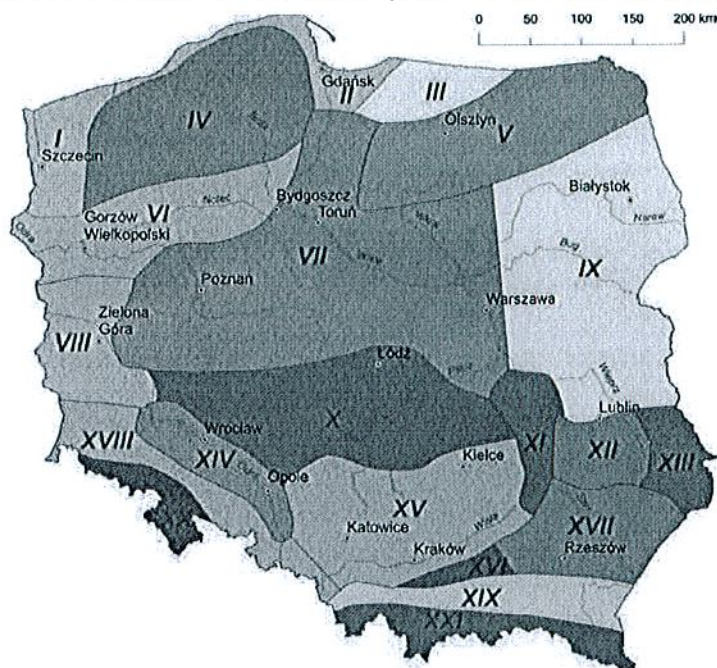 0 50 100 150 200 km
Gdańsk
II
III
I
IV
Olsztyn
V
Szczecin
Białystok
Bydgoszcz
Toruń
Noteć
Narew
Gorzów
Wielkopolski
VI
Odra
Wkra
Bug
VII
IX
Poznań
Warszawa
Zielona
Góra
VIII
Łódź
Wieprz
Lublin
X
XVIII
Wrocław
XI
XII
XIII
XIV
Kielce
Opole
XV
XVII
Katowice
Wisła
Kraków
Rzeszów
XVI
XIX
XXI